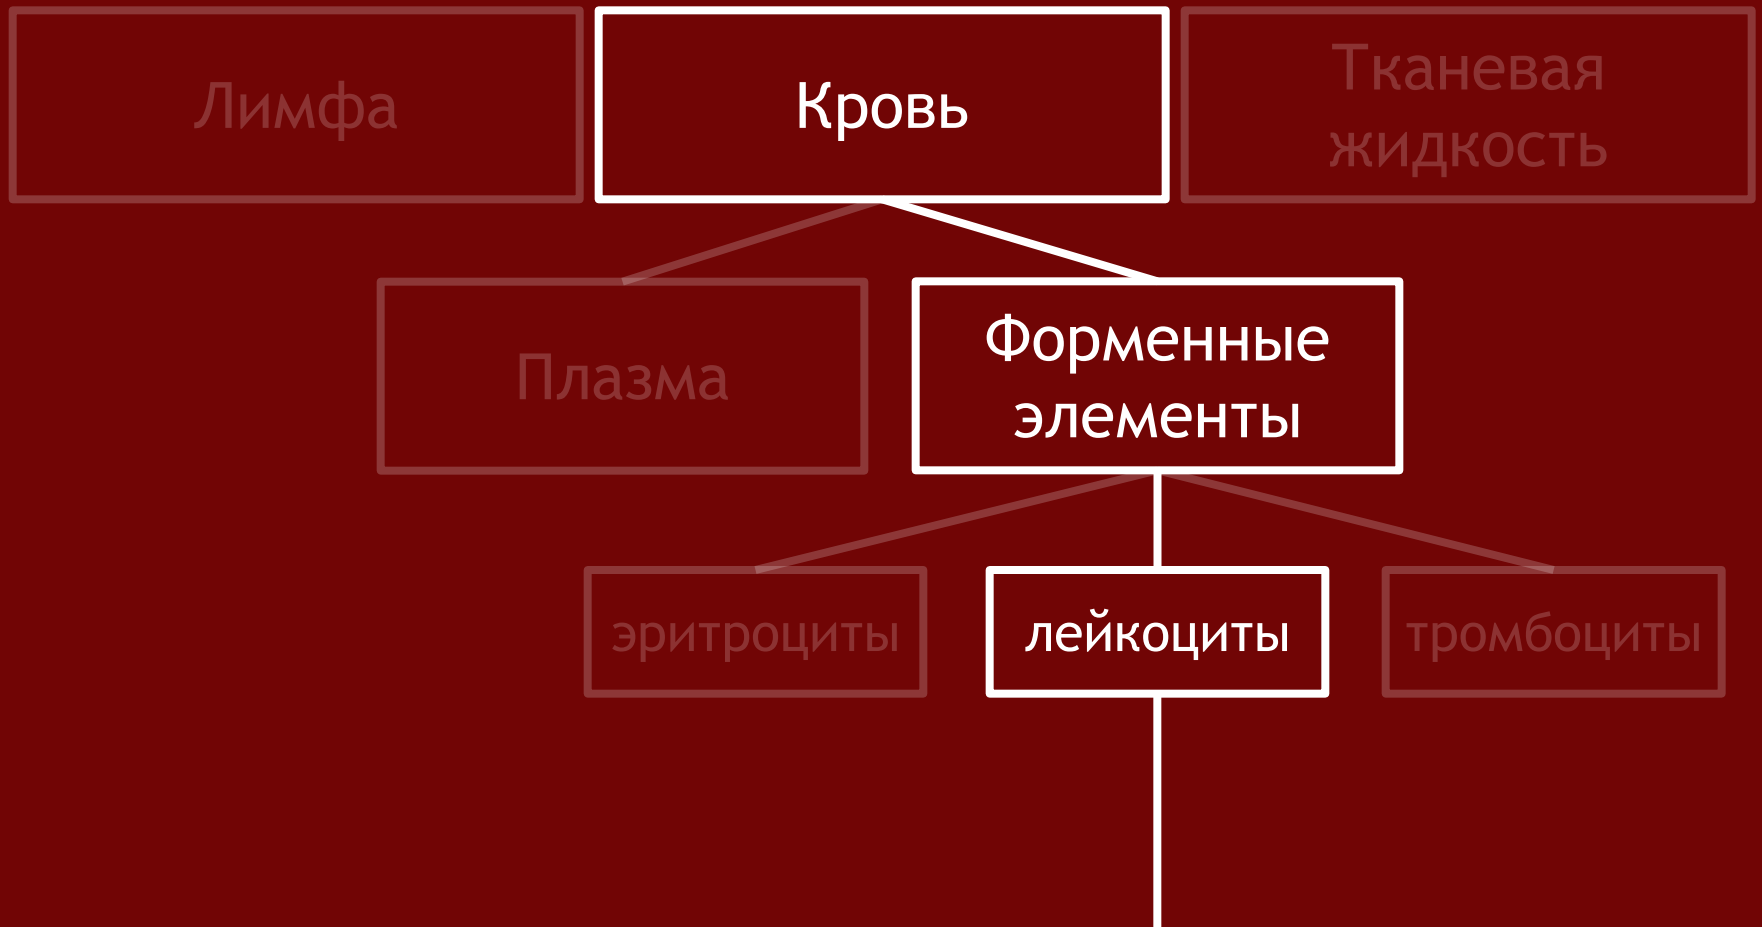 Лимфа
Кровь
Тканевая
жидкость
Плазма
Форменные
элементы
эритроциты
лейкоциты
тромбоциты